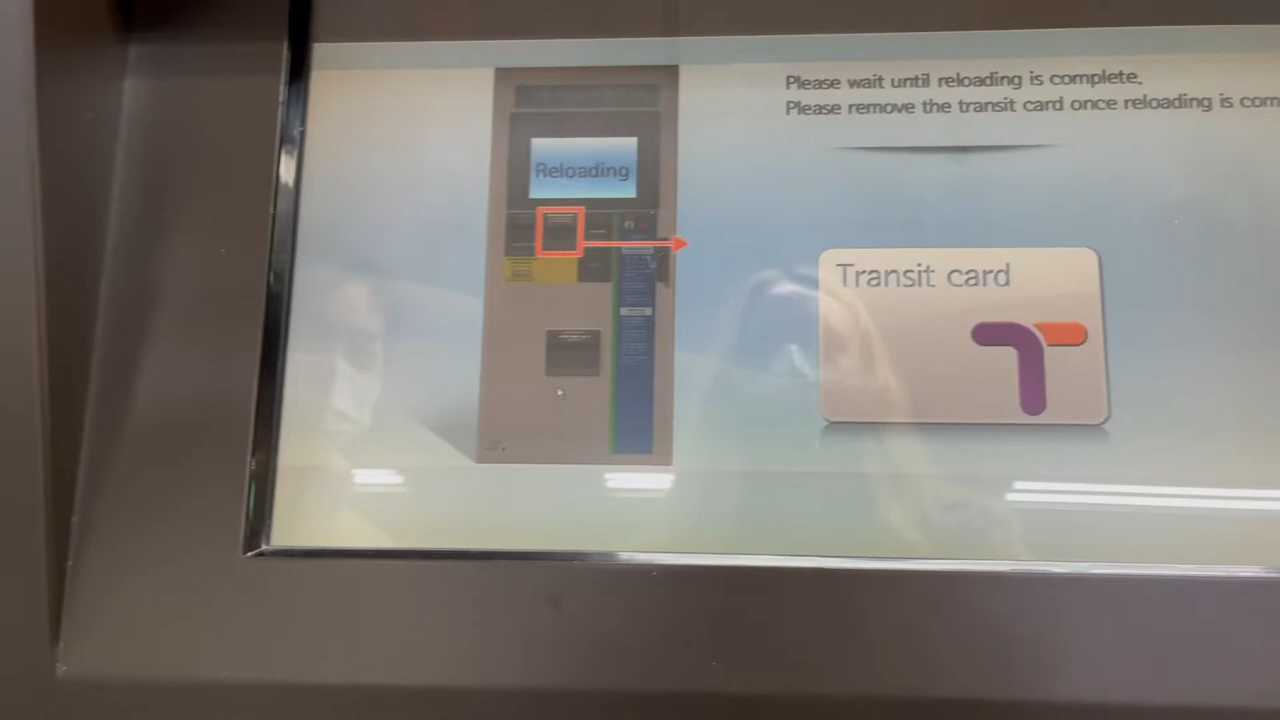 Please wait until reloading is complete.
Please remove the transit card once reloading is com
Reloading
Transit card